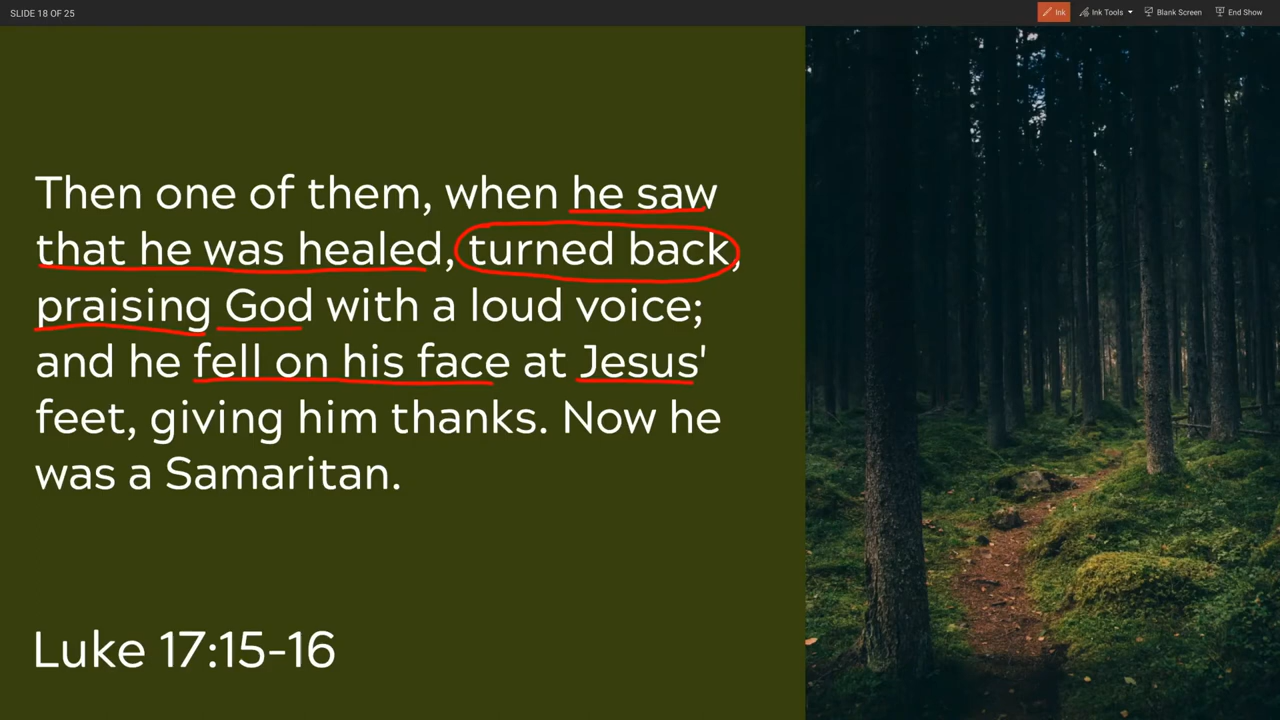 SLIDE 18 OF 25
Ink
Ink Tools
Blank Screen
End Show
Then one of them, when he saw
that he was healed, turned back,
praising God with a loud voice;
and he fell on his face at Jesus'
feet, giving him thanks. Now he
was a Samaritan.
Luke 17:15-16